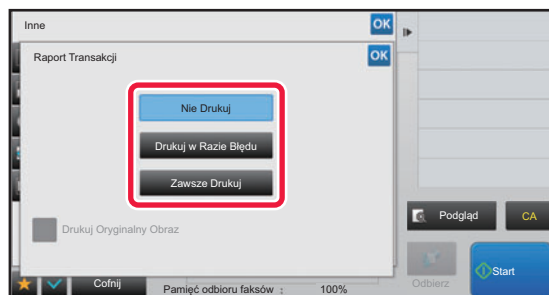 Inne
OK
Raport Transakcji
OK
Nie Drukuj
Drukuj w Razie Błędu
Zawsze Drukuj
Drukuj Oryginalny Obraz
Podgląd
CA
Cofnij
Pamięć odbioru faksów : 100%
Odbierz
Start